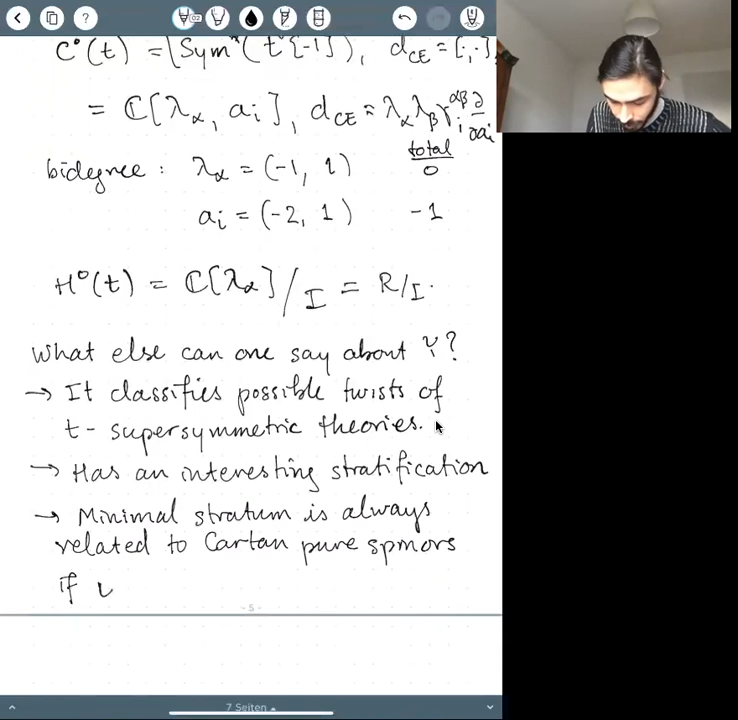 C•(t) = (Sym*(t^∨[-1]), d_CE = [·,·]
= ℂ[λ_α, a_i], d_CE = λ_α λ_β γ_i^{αβ} ∂/∂a_i
bidegree: λ_α = (-1, 1) total 0
a_i = (-2, 1) -1
H°(t) = ℂ[λ_α]/I = R/I.
What else can one say about Y?
→ It classifies possible twists of
t-supersymmetric theories.
→ Has an interesting stratification
→ Minimal stratum is always
related to Cartan pure spinors
if
-5-
7 Seiten